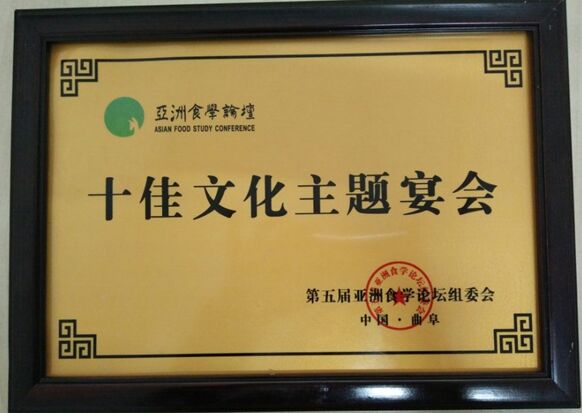 亞洲食學論壇
ASIAN FOOD STUDY CONFERENCE
十佳文化主题宴会
第五届亚洲食学论坛组委会
中国·曲阜